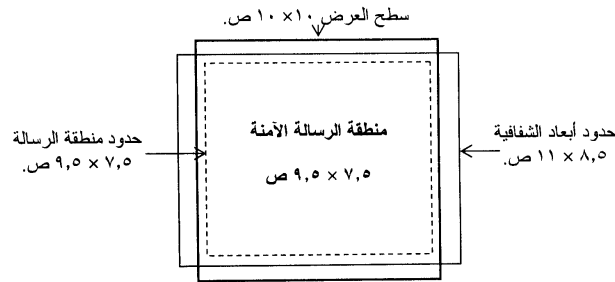 سطح العرض ١٠× ١٠ ص.
حدود أبعاد الشفافية
٨,٥ × ١١ ص.
منطقة الرسالة الآمنة
٧,٥ × ٩,٥ ص
حدود منطقة الرسالة
٧,٥ × ٩,٥ ص.